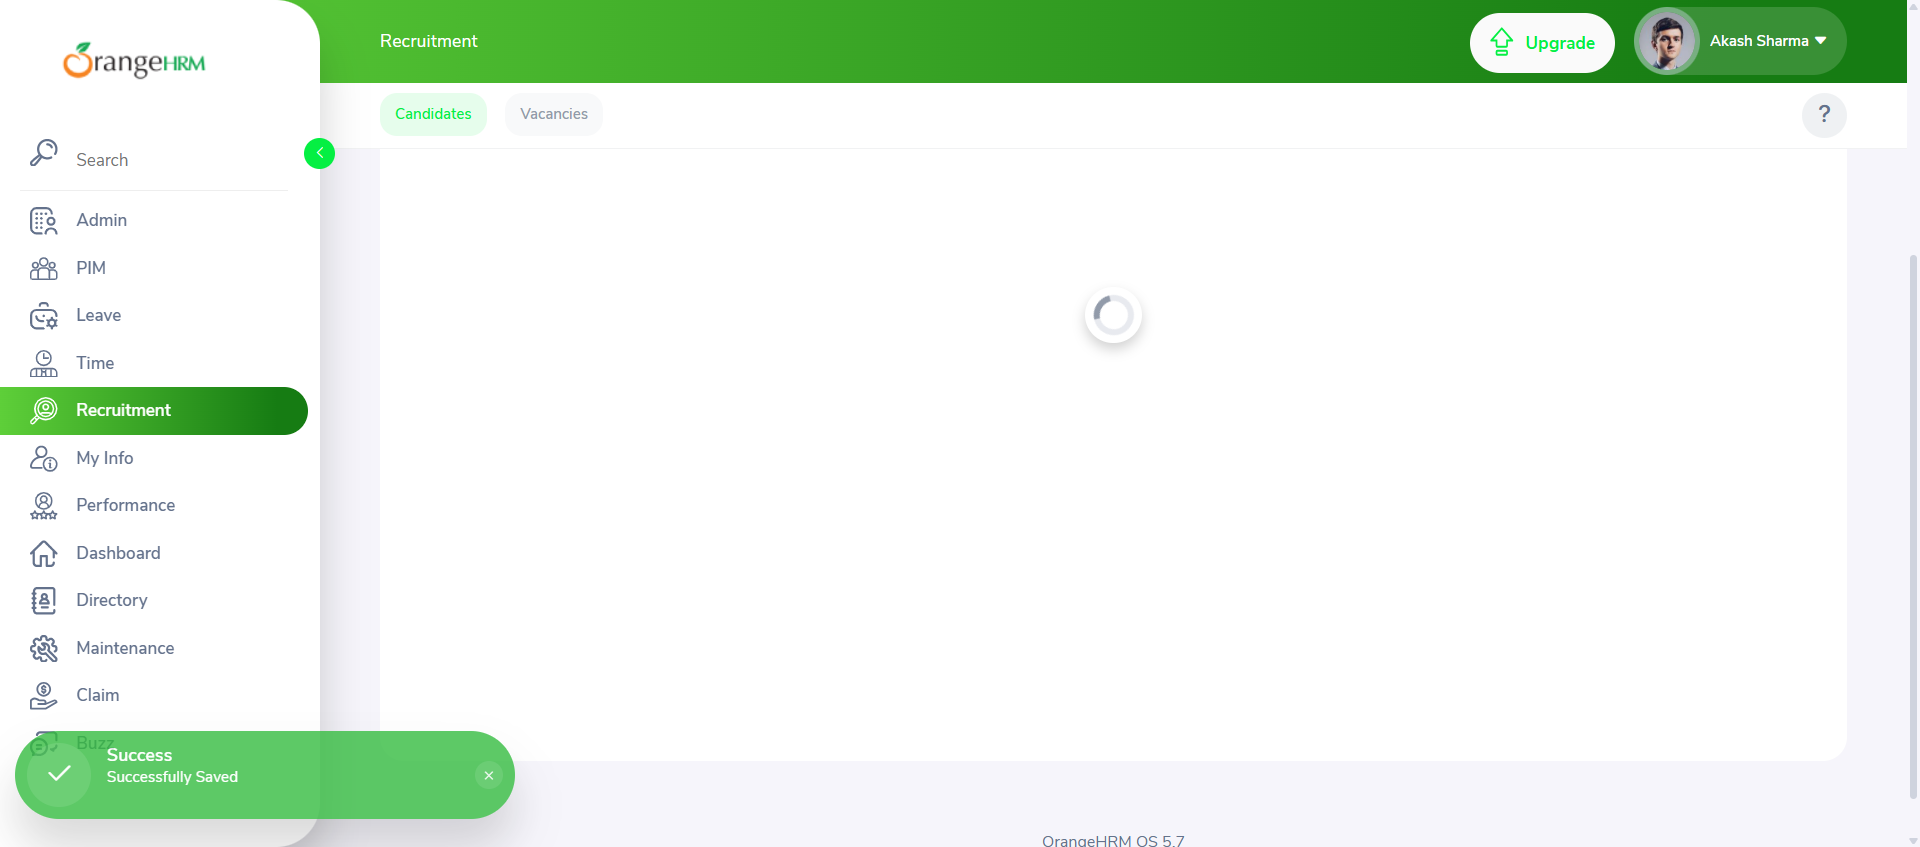 Recruitment
Upgrade
Akash Sharma
OrangeHRM
Candidates
Vacancies
?
Search
Admin
PIM
Leave
Time
Recruitment
My Info
Performance
Dashboard
Directory
Maintenance
Claim
Buzz
Success
Successfully Saved
OrangeHRM OS 5.7